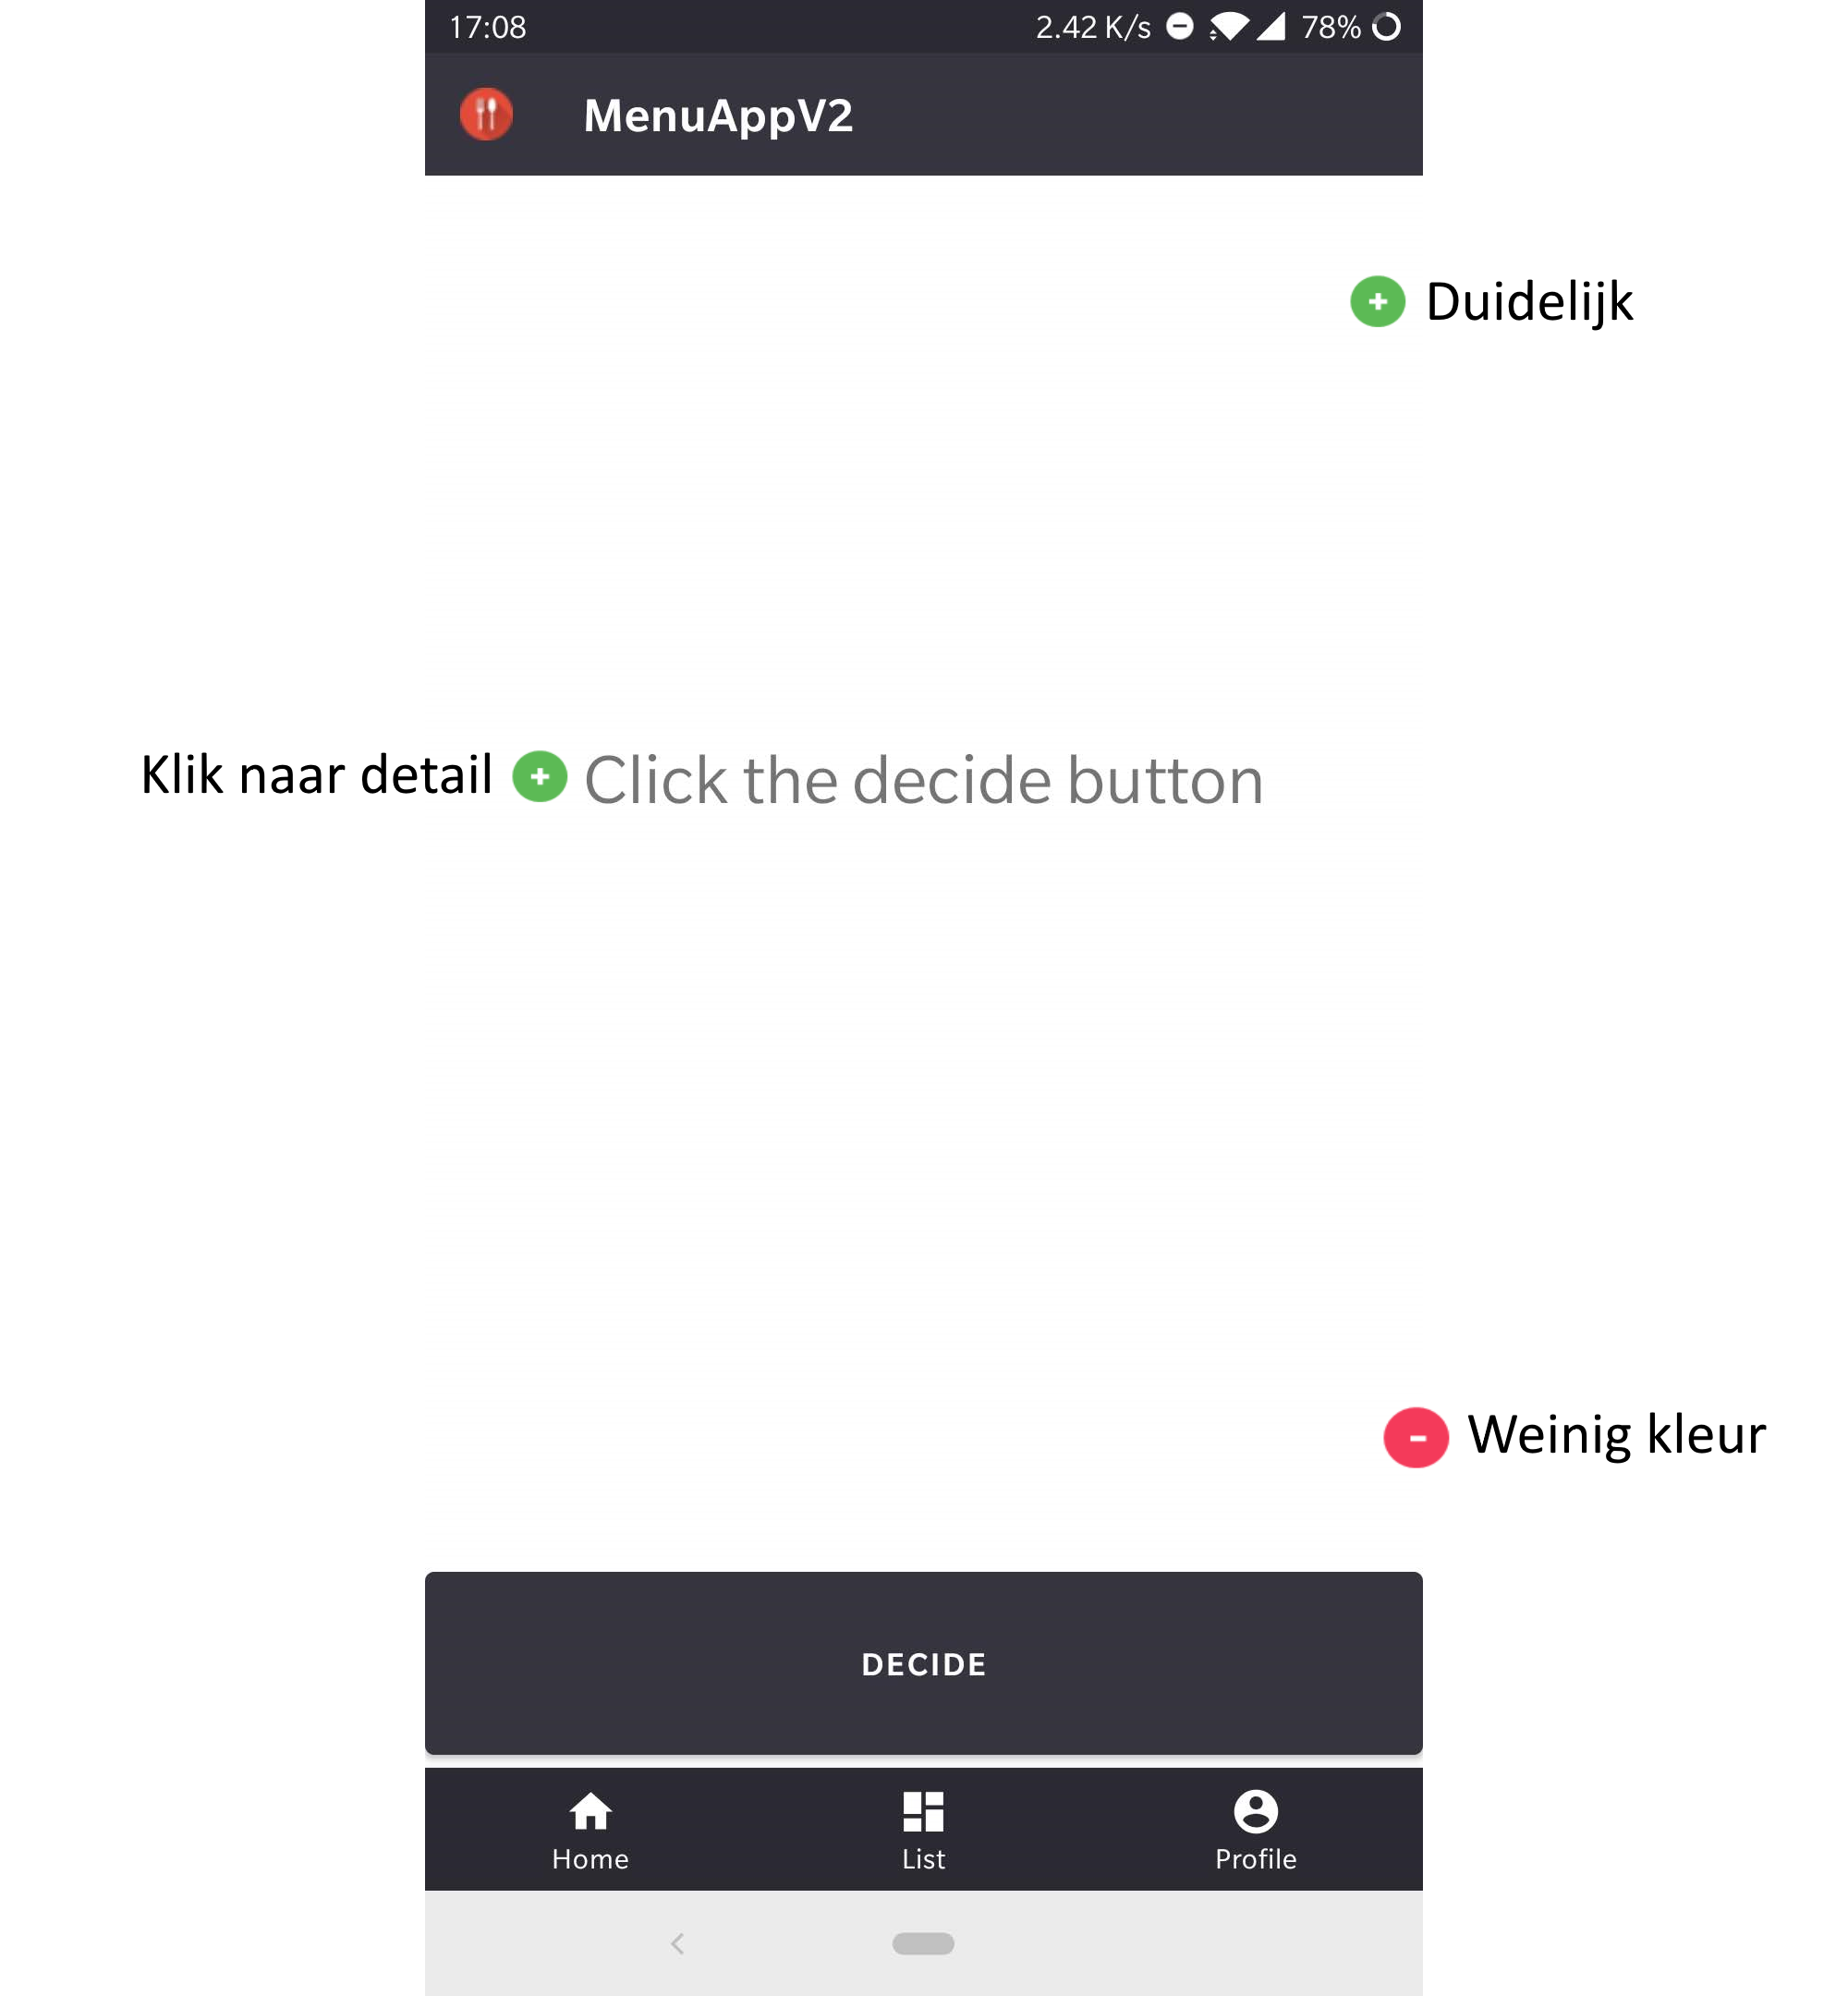 17:08 2.42 K/s 78%
MenuAppV2
+ Duidelijk
Klik naar detail + Click the decide button
- Weinig kleur
DECIDE
Home List Profile